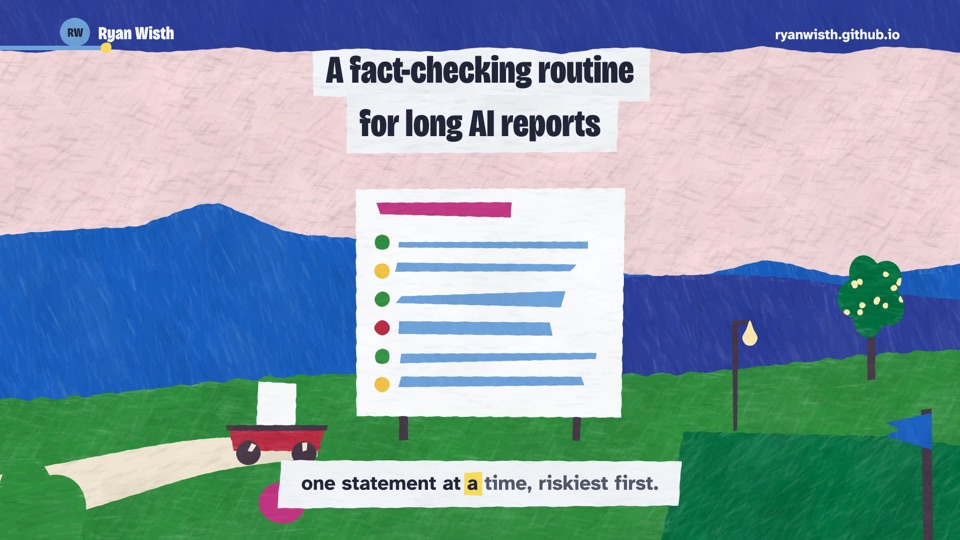 RW Ryan Wisth
ryanwisth.github.io
A fact-checking routine
for long AI reports
one statement at a time, riskiest first.